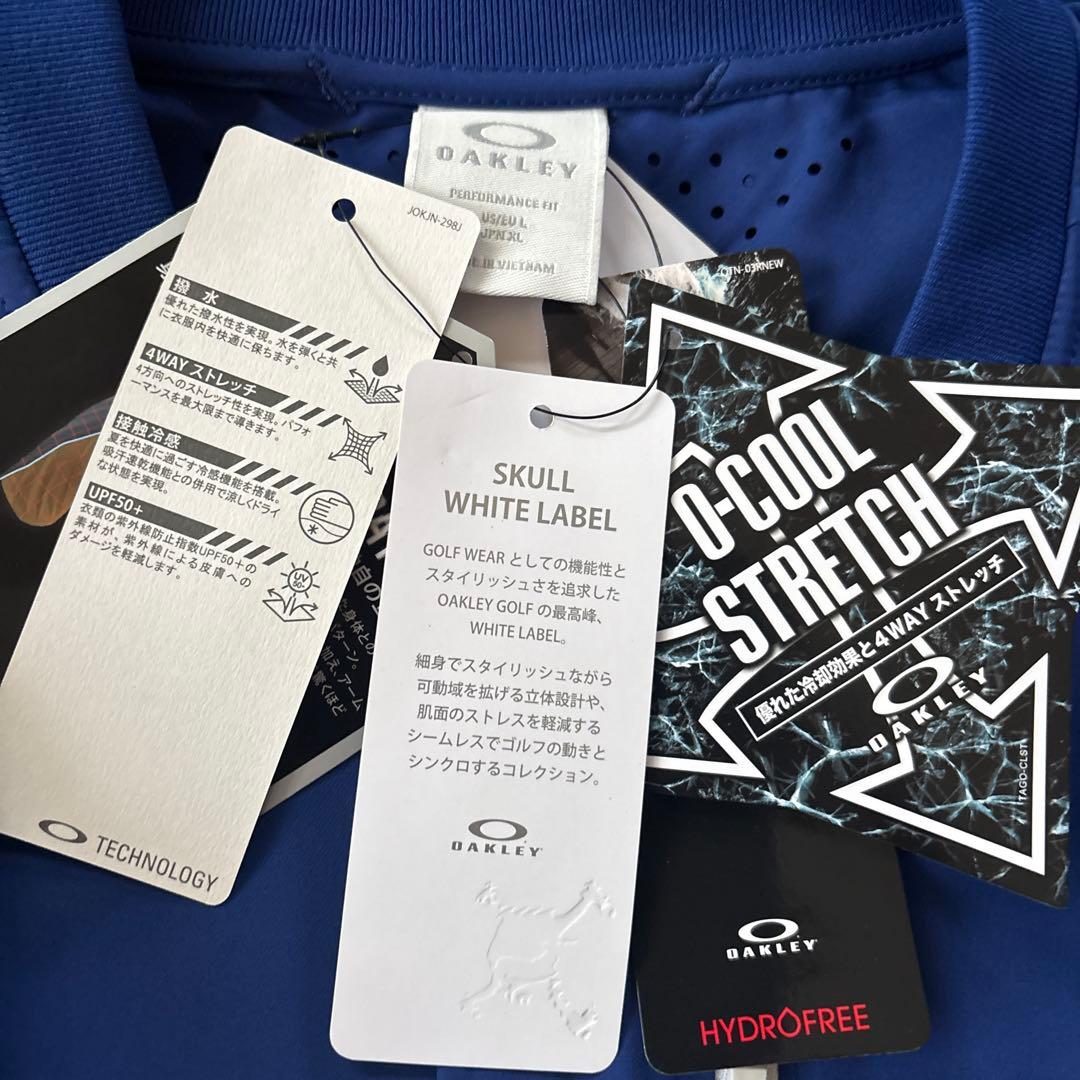 OAKLEY
PERFORMANCE FIT
US/EU L
JPN XL
IN VIETNAM
JOKJN-298J
撥 水
優れた撥水性を実現。水を弾くと共
に衣服内を快適に保ちます。
4WAY ストレッチ
4方向へのストレッチ性を実現。パフォ
ーマンスを最大限まで導きます。
接触冷感
夏を快適に過ごす冷感機能を搭載。
吸汗速乾機能との併用で涼しくドライ
な状態を実現。
UPF50+
衣類の紫外線防止指数UPF50+の
素材が、紫外線による皮膚への
ダメージを軽減します。
UV
50+
TECHNOLOGY
SKULL
WHITE LABEL
GOLF WEAR としての機能性と
スタイリッシュさを追求した
OAKLEY GOLF の最高峰、
WHITE LABEL。
細身でスタイリッシュながら
可動域を拡げる立体設計や、
肌面のストレスを軽減する
シームレスでゴルフの動きと
シンクロするコレクション。
OAKLEY
O-COOL
STRETCH
優れた冷却効果と4WAYストレッチ
OAKLEY
TAGO-CLST
OAKLEY
HYDROFREE